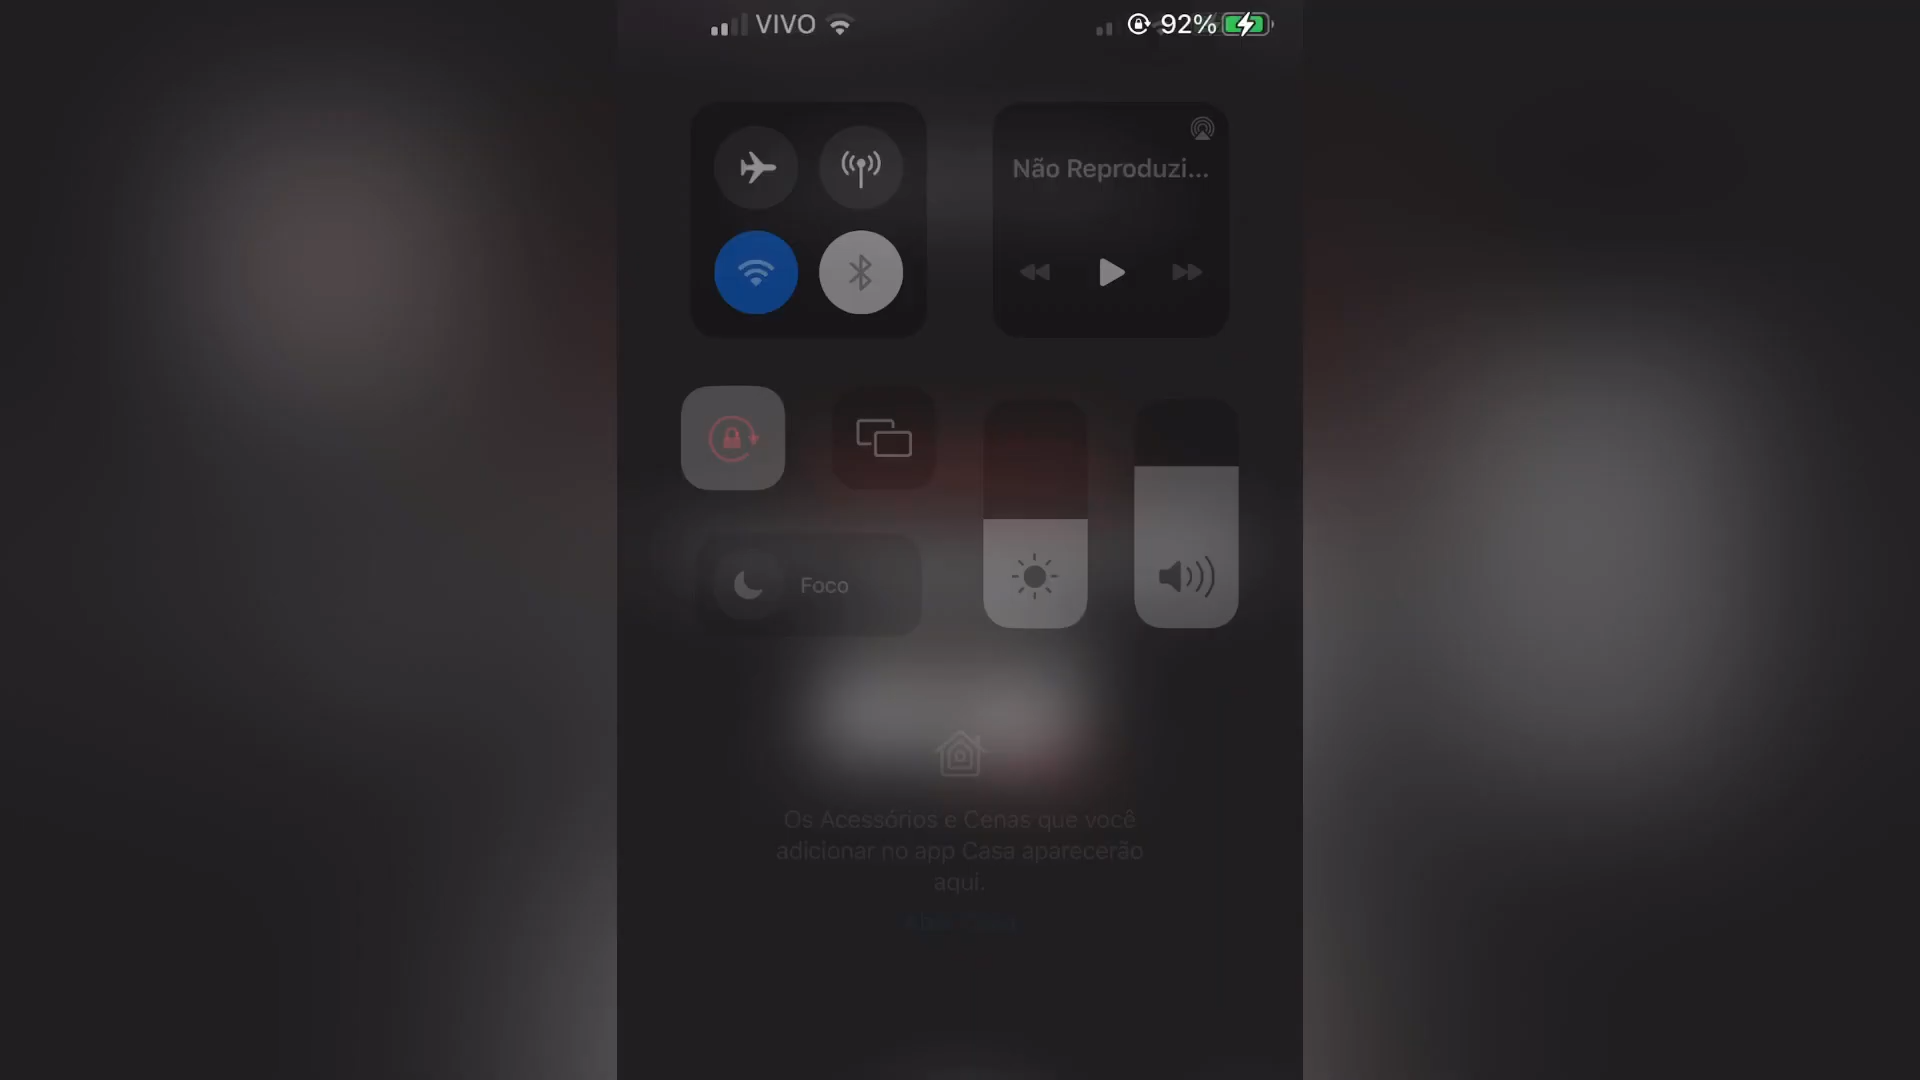 VIVO
92%
Não Reproduzi...
Foco
Os Acessórios e Cenas que você
adicionar no app Casa aparecerão
aqui.